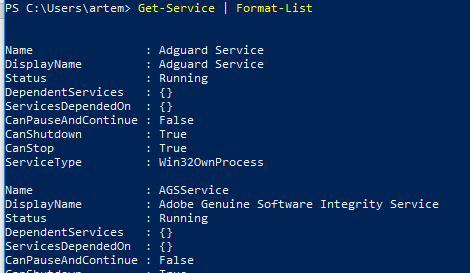 PS C:\Users\artem> Get-Service | Format-List
Name                : Adguard Service
DisplayName         : Adguard Service
Status              : Running
DependentServices   : {}
ServicesDependedOn  : {}
CanPauseAndContinue : False
CanShutdown         : True
CanStop             : True
ServiceType         : Win32OwnProcess
Name                : AGSService
DisplayName         : Adobe Genuine Software Integrity Service
Status              : Running
DependentServices   : {}
ServicesDependedOn  : {}
CanPauseAndContinue : False
CanShutdown         : True